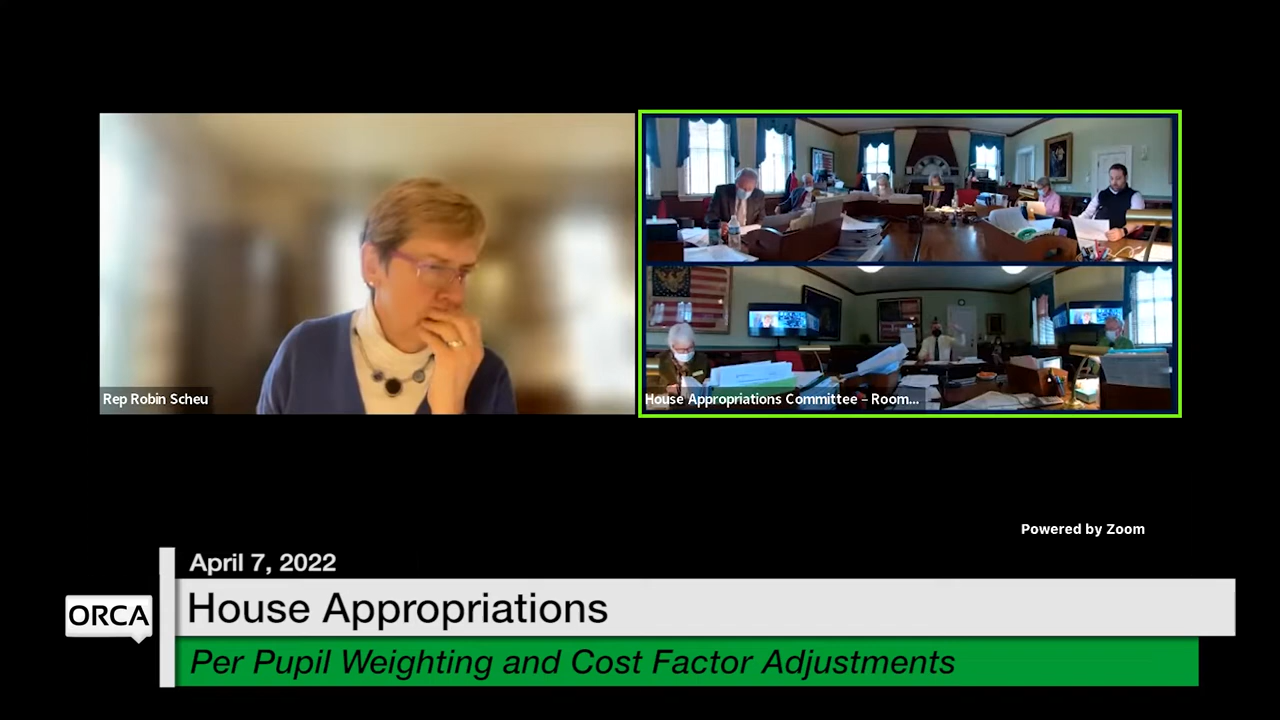 Rep Robin Scheu
House Appropriations Committee – Room...
Powered by Zoom
April 7, 2022
ORCA
House Appropriations
Per Pupil Weighting and Cost Factor Adjustments